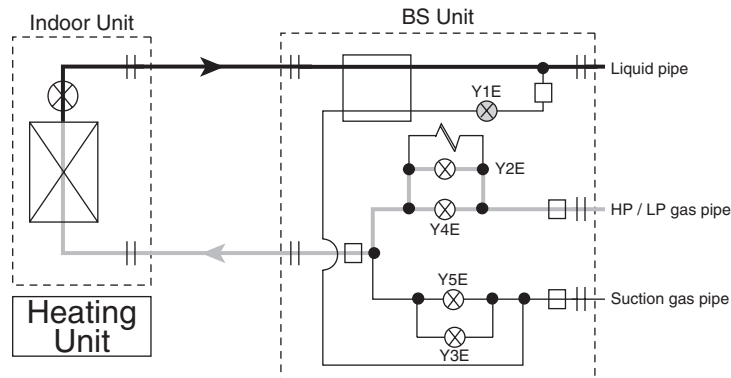 Indoor Unit
BS Unit
Liquid pipe
Y1E
Y2E
HP / LP gas pipe
Y4E
Y5E
Suction gas pipe
Y3E
Heating
Unit